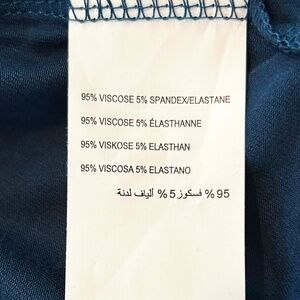 95% VISCOSE 5% SPANDEX/ELASTANE
95% VISCOSE 5% ÉLASTHANNE
95% VISKOSE 5% ELASTHAN
95% VISCOSA 5% ELASTANO
95 % فسكوز 5 % ألياف لدنة